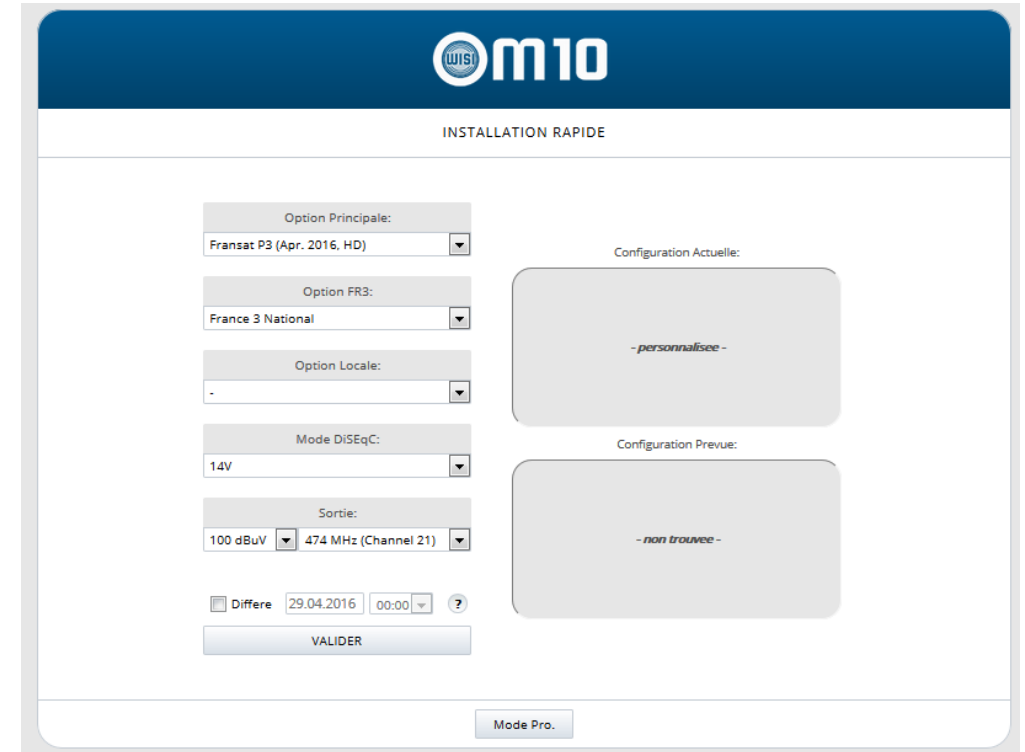 WISI OM10
INSTALLATION RAPIDE
Option Principale:
Fransat P3 (Apr. 2016, HD)
Option FR3:
France 3 National
Option Locale:
-
Mode DiSEqC:
14V
Sortie:
100 dBuV 474 MHz (Channel 21)
Differe 29.04.2016 00:00 ?
VALIDER
Configuration Actuelle:
- personnalisee -
Configuration Prevue:
- non trouvee -
Mode Pro.